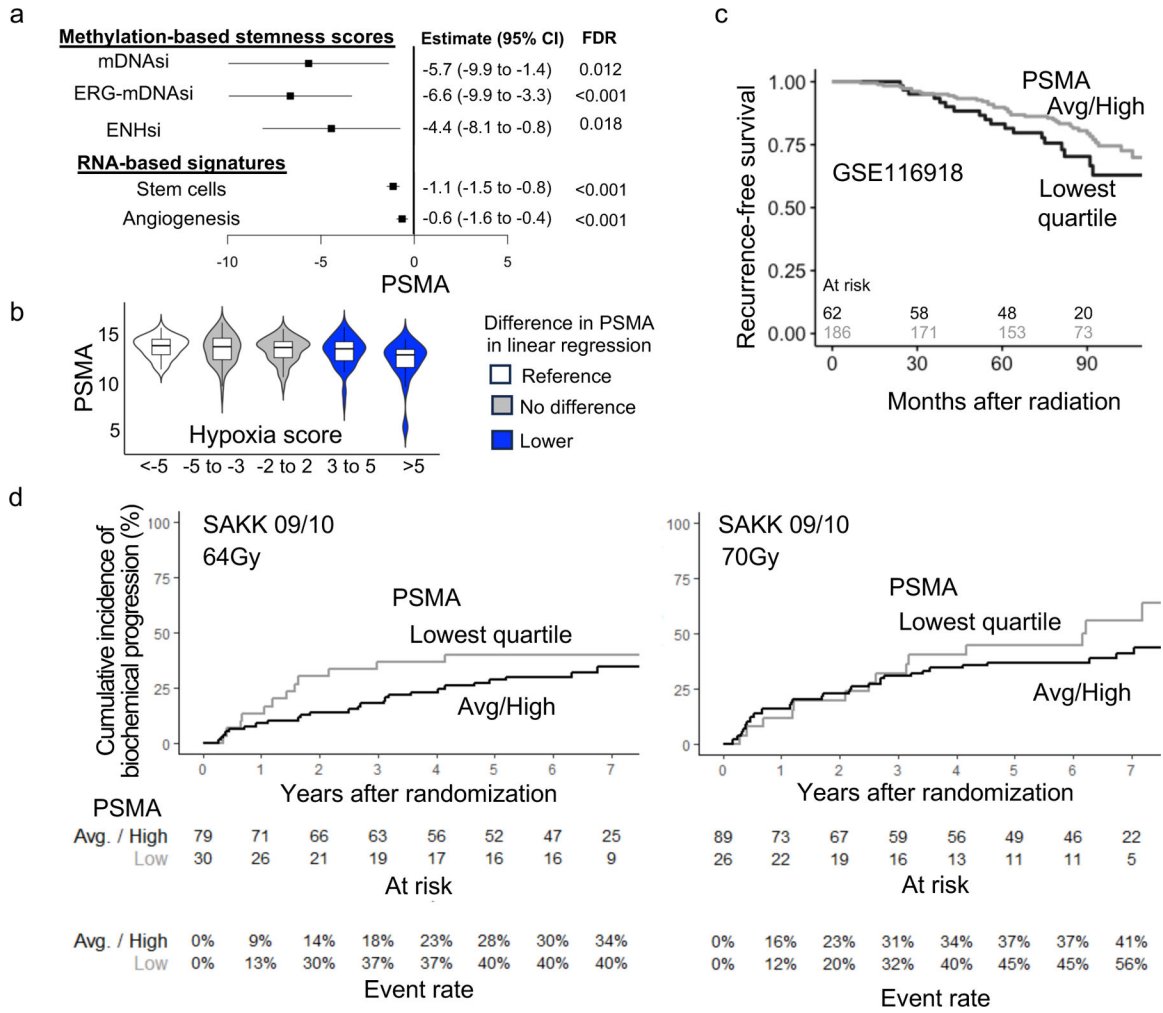 a
Methylation-based stemness scores Estimate (95% CI) FDR
mDNAsi -5.7 (-9.9 to -1.4) 0.012
ERG-mDNAsi -6.6 (-9.9 to -3.3) <0.001
ENHsi -4.4 (-8.1 to -0.8) 0.018
RNA-based signatures
Stem cells -1.1 (-1.5 to -0.8) <0.001
Angiogenesis -0.6 (-1.6 to -0.4) <0.001
-10 -5 0 5
PSMA
b
PSMA
15
10
5
Hypoxia score
<-5 -5 to -3 -2 to 2 3 to 5 >5
Difference in PSMA
in linear regression
Reference
No difference
Lower
c
Recurrence-free survival
1.00
0.75
0.50
0.25
0.00
PSMA
Avg/High
GSE116918
Lowest
quartile
At risk
62 58 48 20
186 171 153 73
0 30 60 90
Months after radiation
d
Cumulative incidence of
biochemical progression (%)
100
75
50
25
0
SAKK 09/10
64Gy
PSMA
Lowest quartile
Avg/High
0 1 2 3 4 5 6 7
Years after randomization
PSMA
Avg. / High 79 71 66 63 56 52 47 25
Low 30 26 21 19 17 16 16 9
At risk
Avg. / High 0% 9% 14% 18% 23% 28% 30% 34%
Low 0% 13% 30% 37% 37% 40% 40% 40%
Event rate
100
75
50
25
0
SAKK 09/10
70Gy
PSMA
Lowest quartile
Avg/High
0 1 2 3 4 5 6 7
Years after randomization
89 73 67 59 56 49 46 22
26 22 19 16 13 11 11 5
At risk
0% 16% 23% 31% 34% 37% 37% 41%
0% 12% 20% 32% 40% 45% 45% 56%
Event rate